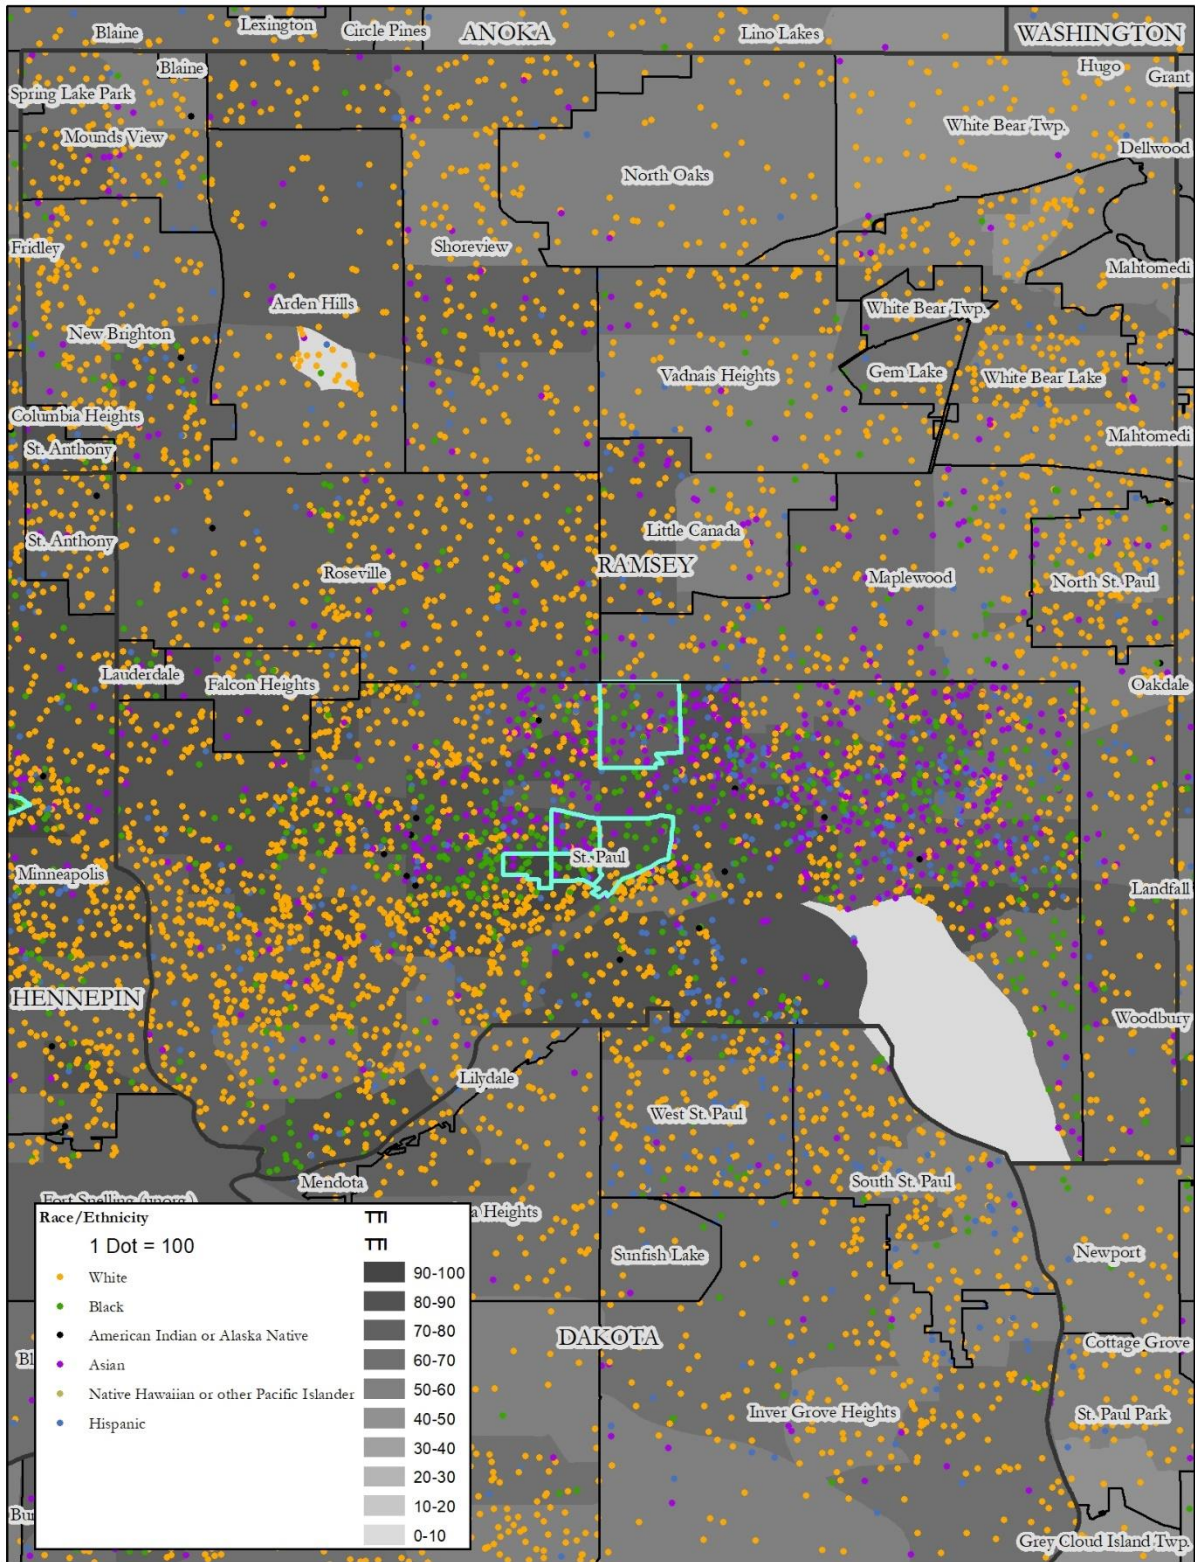 Blaine
Lexington
Circle Pines
ANOKA
Lino Lakes
WASHINGTON
Blaine
Hugo
Grant
Spring Lake Park
Mounds View
White Bear Twp.
Dellwood
North Oaks
Fridley
Shoreview
Mahtomedi
Arden Hills
White Bear Twp.
New Brighton
Vadnais Heights
Gem Lake
White Bear Lake
Columbia Heights
Mahtomedi
St. Anthony
St. Anthony
Little Canada
RAMSEY
Roseville
Maplewood
North St. Paul
Lauderdale
Falcon Heights
Oakdale
St. Paul
Minneapolis
Landfall
HENNEPIN
Woodbury
Lilydale
West St. Paul
Mendota
South St. Paul
Fort Snelling (unorg.)
a Heights
Sunfish Lake
Newport
DAKOTA
Cottage Grove
Bl
Inver Grove Heights
St. Paul Park
Bur
Grey Cloud Island Twp.
Race/Ethnicity
1 Dot = 100
White
Black
American Indian or Alaska Native
Asian
Native Hawaiian or other Pacific Islander
Hispanic
TTI
TTI
90-100
80-90
70-80
60-70
50-60
40-50
30-40
20-30
10-20
0-10